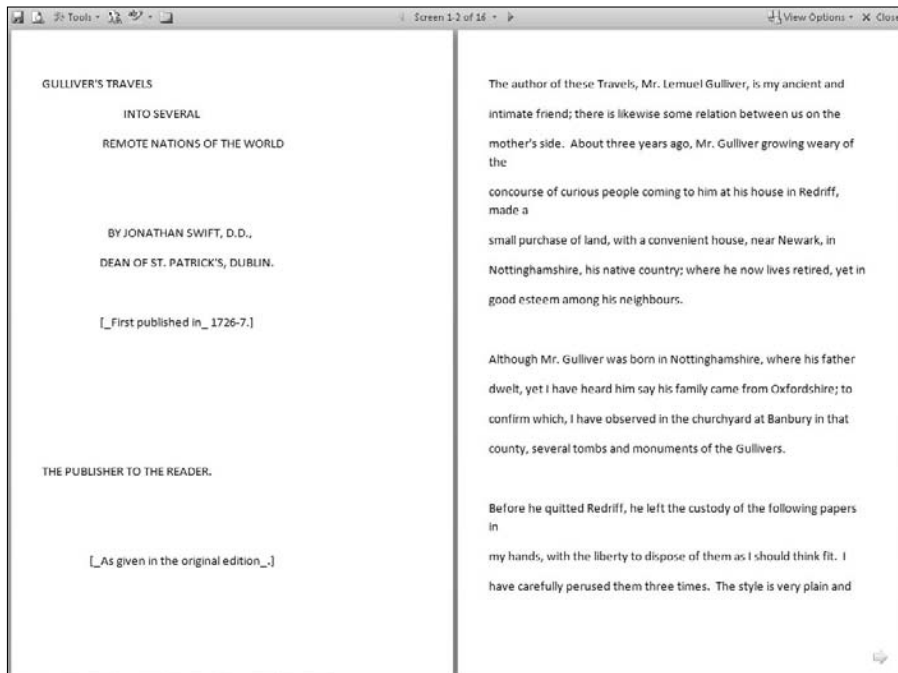 Tools
Screen 1-2 of 16
View Options
Close
GULLIVER'S TRAVELS
INTO SEVERAL
REMOTE NATIONS OF THE WORLD
BY JONATHAN SWIFT, D.D.,
DEAN OF ST. PATRICK'S, DUBLIN.
[_First published in_ 1726-7.]
THE PUBLISHER TO THE READER.
[_As given in the original edition_.]
The author of these Travels, Mr. Lemuel Gulliver, is my ancient and
intimate friend; there is likewise some relation between us on the
mother's side.  About three years ago, Mr. Gulliver growing weary of
the
concourse of curious people coming to him at his house in Redriff,
made a
small purchase of land, with a convenient house, near Newark, in
Nottinghamshire, his native country; where he now lives retired, yet in
good esteem among his neighbours.
Although Mr. Gulliver was born in Nottinghamshire, where his father
dwelt, yet I have heard him say his family came from Oxfordshire; to
confirm which, I have observed in the churchyard at Banbury in that
county, several tombs and monuments of the Gullivers.
Before he quitted Redriff, he left the custody of the following papers
in
my hands, with the liberty to dispose of them as I should think fit.  I
have carefully perused them three times.  The style is very plain and